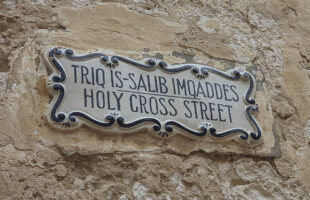 TRIQ IS-SALIB IMQADDES
HOLY CROSS STREET